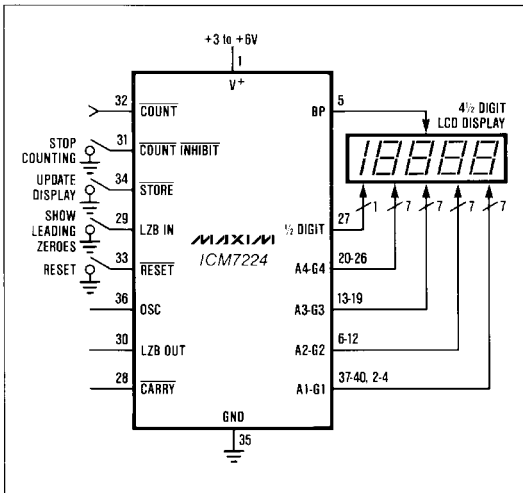 +3 to +6V
1
V+
32
COUNT
5
BP
4½ DIGIT
LCD DISPLAY
18888
STOP
COUNTING
31
COUNT INHIBIT
UPDATE
DISPLAY
34
STORE
SHOW
LEADING
ZEROES
29
LZB IN
RESET
33
RESET
36
OSC
30
LZB OUT
28
CARRY
MAXIM
ICM7224
1
7
7
7
7
½ DIGIT
27
A4-G4
20-26
A3-G3
13-19
A2-G2
6-12
A1-G1
37-40, 2-4
GND
35